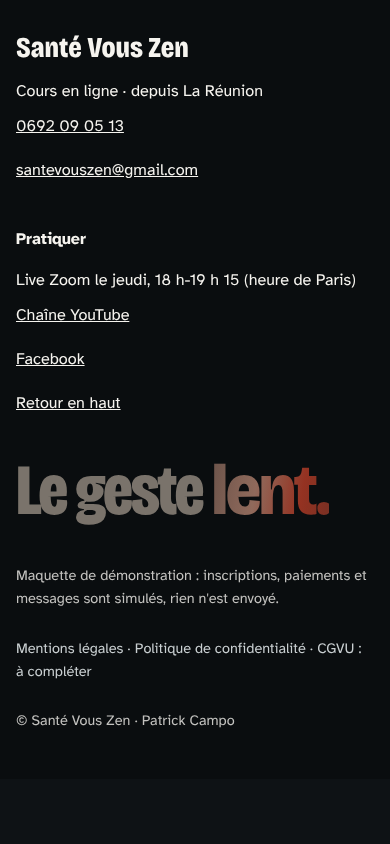 Santé Vous Zen
Cours en ligne · depuis La Réunion
0692 09 05 13
santevouszen@gmail.com
Pratiquer
Live Zoom le jeudi, 18 h-19 h 15 (heure de Paris)
Chaîne YouTube
Facebook
Retour en haut
Le geste lent.
Maquette de démonstration : inscriptions, paiements et
messages sont simulés, rien n'est envoyé.
Mentions légales · Politique de confidentialité · CGVU :
à compléter
© Santé Vous Zen · Patrick Campo